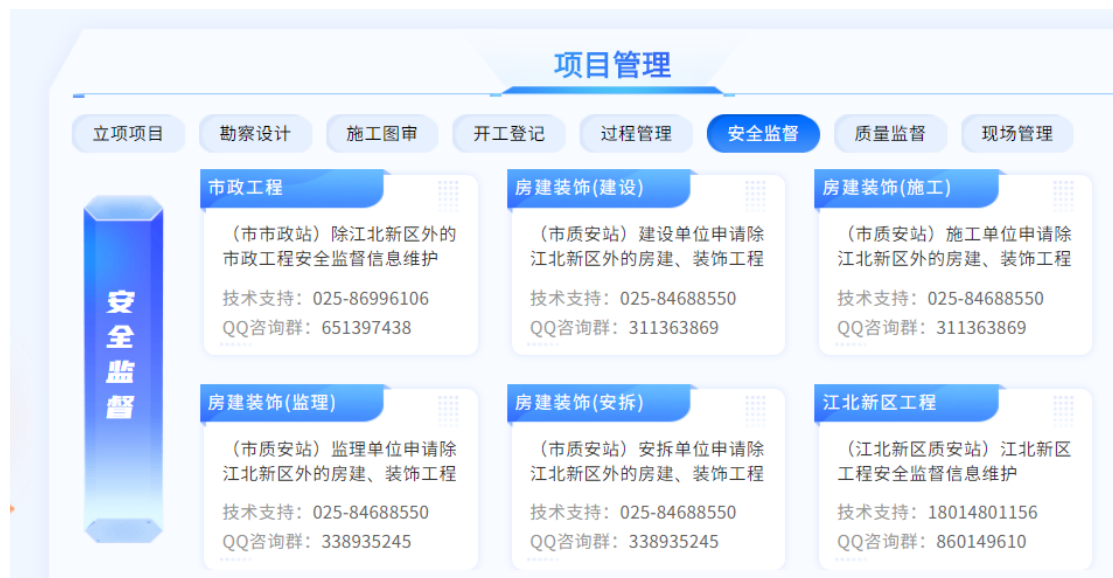 项目管理
立项项目
勘察设计
施工图审
开工登记
过程管理
安全监督
质量监督
现场管理
安全监督
市政工程
（市市政站）除江北新区外的
市政工程安全监督信息维护
技术支持：025-86996106
QQ咨询群：651397438
房建装饰(建设)
（市质安站）建设单位申请除
江北新区外的房建、装饰工程
技术支持：025-84688550
QQ咨询群：311363869
房建装饰(施工)
（市质安站）施工单位申请除
江北新区外的房建、装饰工程
技术支持：025-84688550
QQ咨询群：311363869
房建装饰(监理)
（市质安站）监理单位申请除
江北新区外的房建、装饰工程
技术支持：025-84688550
QQ咨询群：338935245
房建装饰(安拆)
（市质安站）安拆单位申请除
江北新区外的房建、装饰工程
技术支持：025-84688550
QQ咨询群：338935245
江北新区工程
（江北新区质安站）江北新区
工程安全监督信息维护
技术支持：18014801156
QQ咨询群：860149610